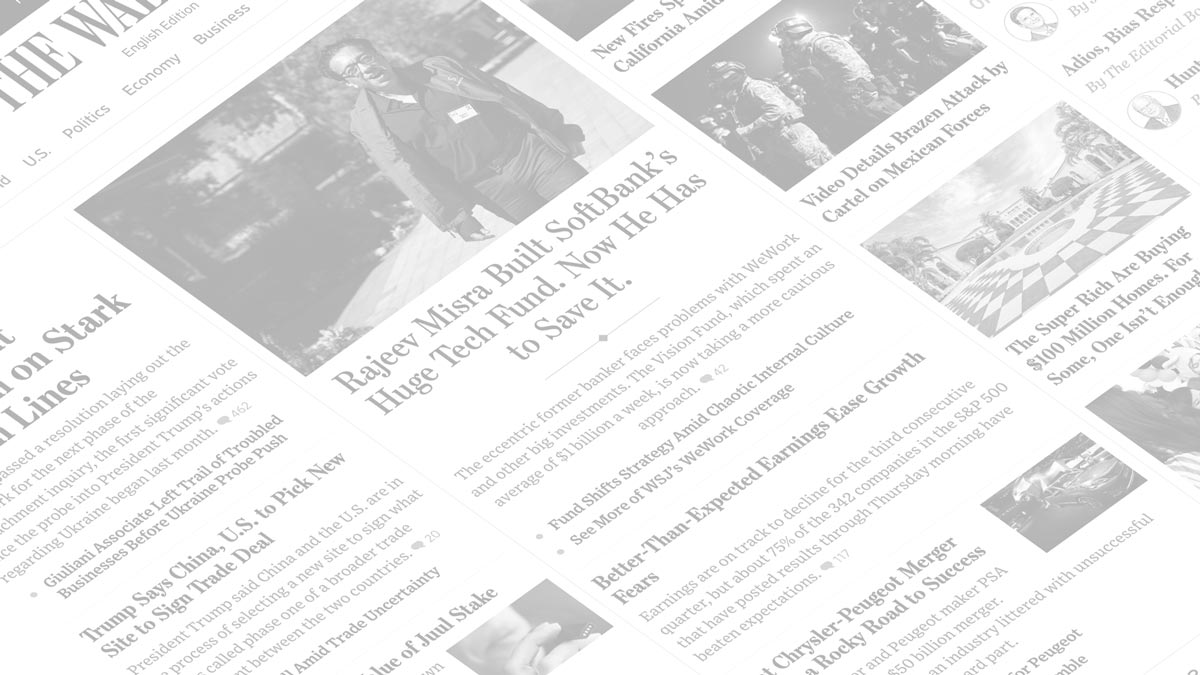 THE WAL
English Edition
U.S.
Politics
Economy
Business
on Stark
Lines
passed a resolution laying out the
for the next phase of the
inquiry, the first significant vote
the probe into President Trump's actions
regarding Ukraine began last month. 462
Giuliani Associate Left Trail of Troubled
Businesses Before Ukraine Probe Push
Trump Says China, U.S. to Pick New
Site to Sign Trade Deal
President Trump said China and the U.S. are in
process of selecting a new site to sign what
called phase one of a broader trade
between the two countries. 20
Amid Trade Uncertainty
of Juul Stake
Rajeev Misra Built SoftBank's
Huge Tech Fund. Now He Has
to Save It.
The eccentric former banker faces problems with WeWork
and other big investments. The Vision Fund, which spent an
average of $1 billion a week, is now taking a more cautious
approach. 42
Fund Shifts Strategy Amid Chaotic Internal Culture
See More of WSJ's WeWork Coverage
Better-Than-Expected Earnings Ease Growth
Fears
Earnings are on track to decline for the third consecutive
quarter, but about 75% of the 342 companies in the S&P 500
that have posted results through Thursday morning have
beaten expectations. 117
Chrysler-Peugeot Merger
a Rocky Road to Success
and Peugeot maker PSA
$50 billion merger.
an industry littered with unsuccessful
part.
for Peugeot
New Fires
California Amid
Video Details Brazen Attack by
Cartel on Mexican Forces
The Super Rich Are Buying
$100 Million Homes. For
Some, One Isn't Enough
By
Adios, Bias
By The Editorial